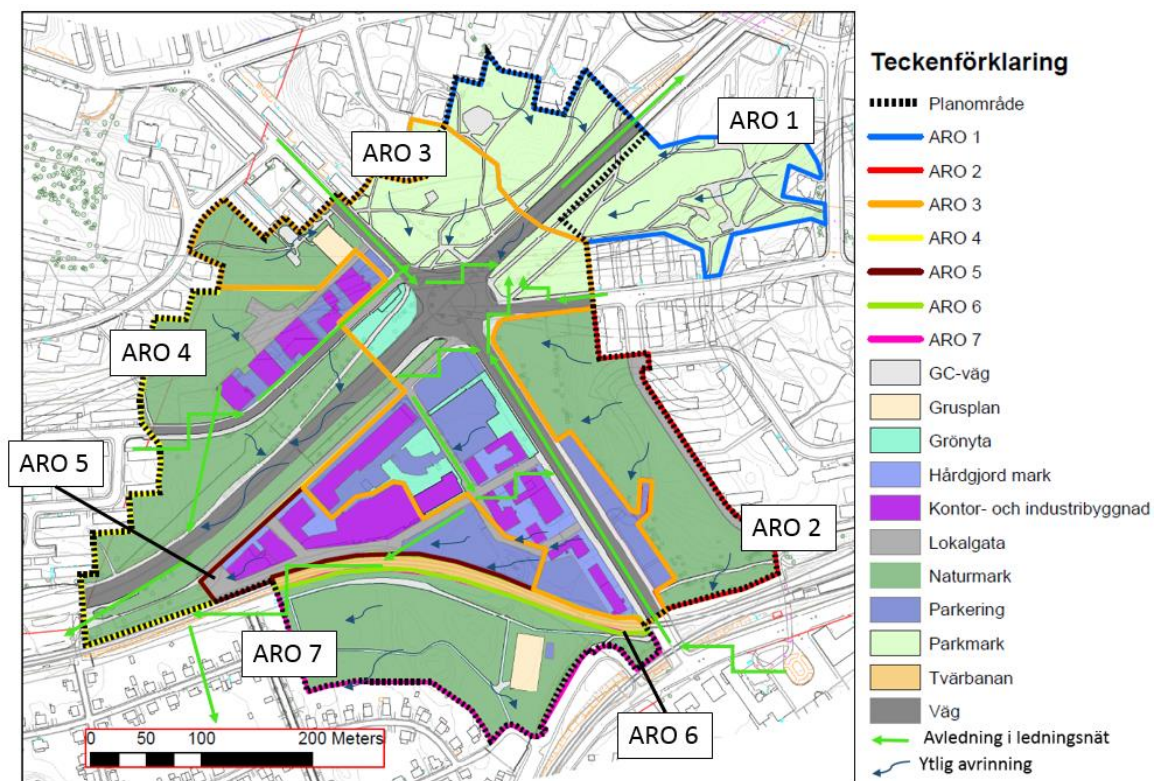 ARO 1
ARO 3
ARO 4
ARO 5
ARO 2
ARO 7
ARO 6
0 50 100 200 Meters
Teckenförklaring
Planområde
ARO 1
ARO 2
ARO 3
ARO 4
ARO 5
ARO 6
ARO 7
GC-väg
Grusplan
Grönyta
Hårdgjord mark
Kontor- och industribyggnad
Lokalgata
Naturmark
Parkering
Parkmark
Tvärbanan
Väg
Avledning i ledningsnät
Ytlig avrinning